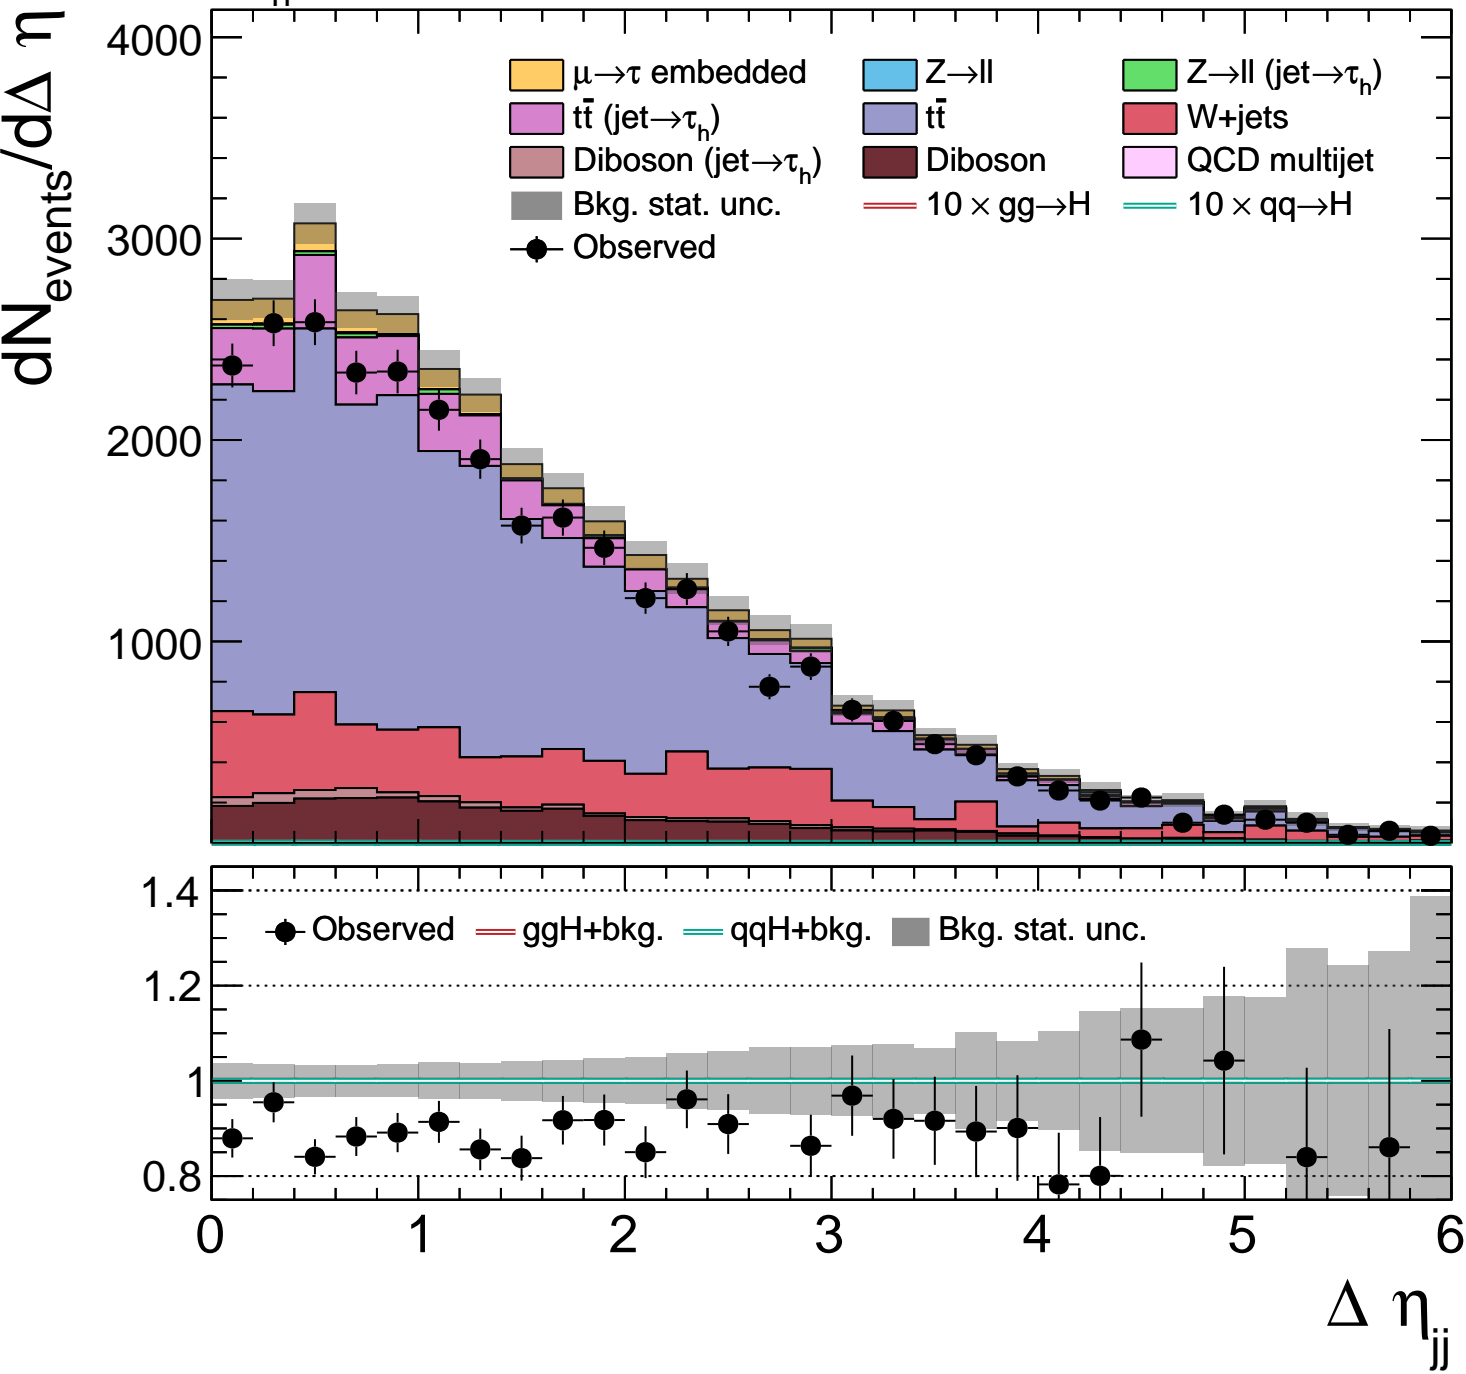 dN_events/dΔ η
4000
3000
2000
1000
μ→τ embedded
Z→ll
Z→ll (jet→τ_h)
tt̄ (jet→τ_h)
tt̄
W+jets
Diboson (jet→τ_h)
Diboson
QCD multijet
Bkg. stat. unc.
10 × gg→H
10 × qq→H
Observed
1.4
1.2
1
0.8
Observed
ggH+bkg.
qqH+bkg.
Bkg. stat. unc.
0 1 2 3 4 5 6
Δ η_jj